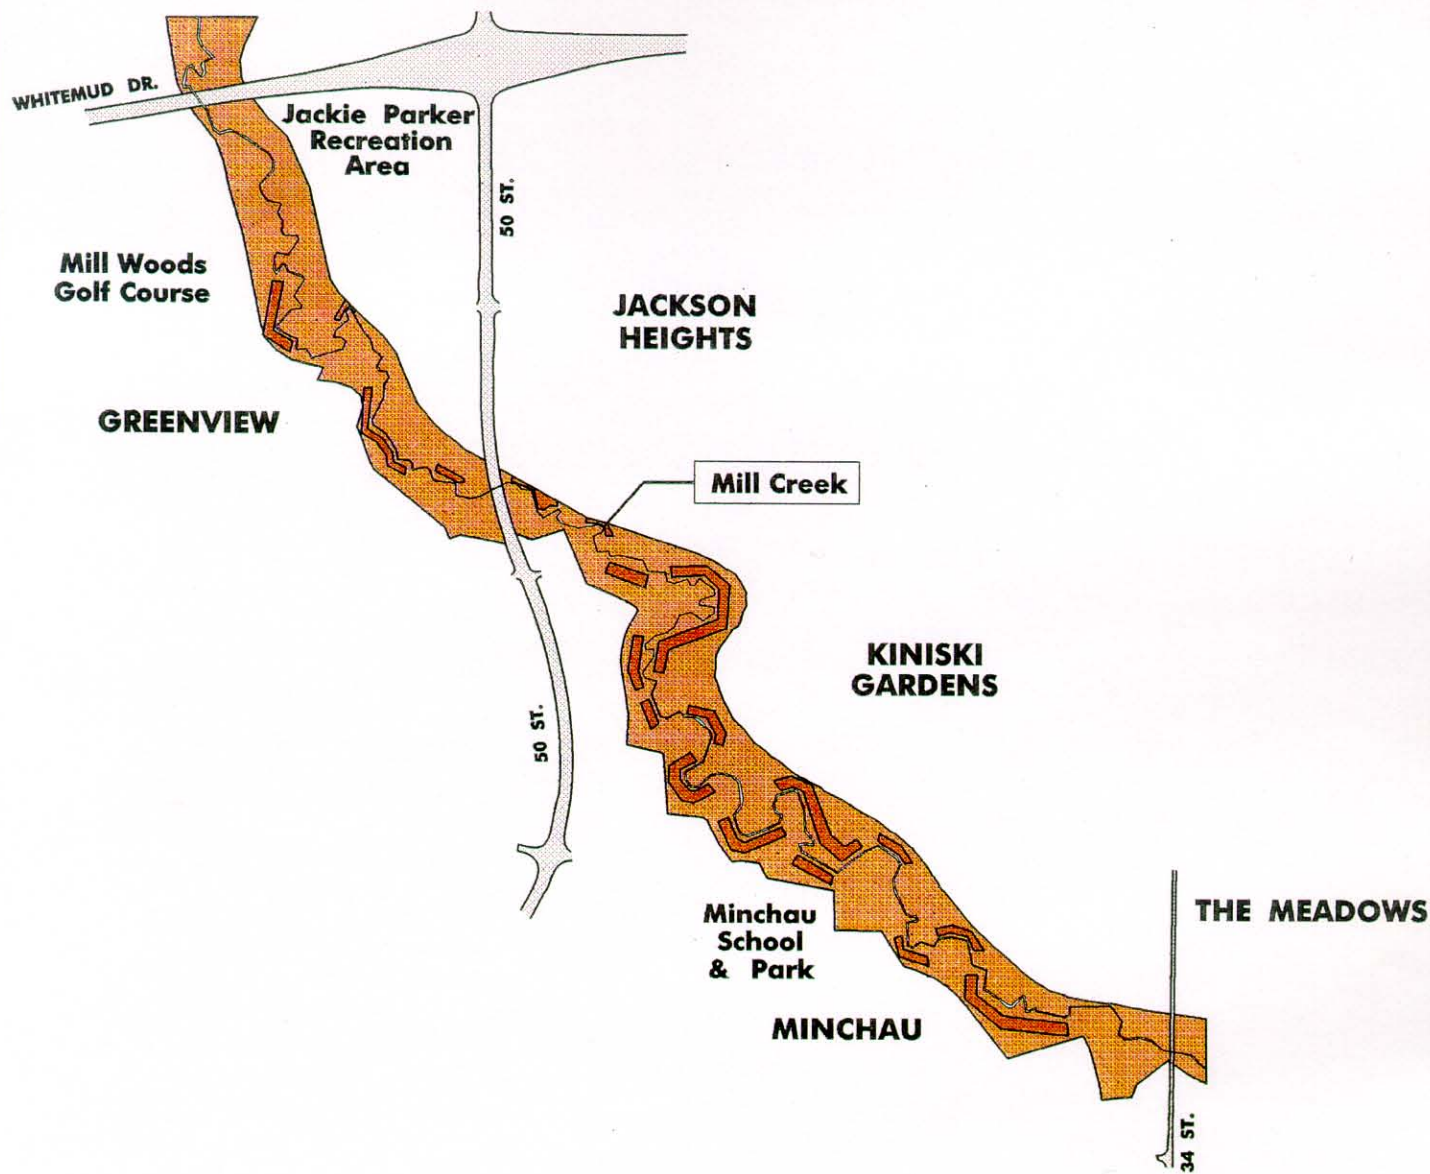 WHITEMUD DR.
Jackie Parker
Recreation
Area
50 ST.
Mill Woods
Golf Course
JACKSON
HEIGHTS
GREENVIEW
Mill Creek
KINISKI
GARDENS
50 ST.
Minchau
School
& Park
THE MEADOWS
MINCHAU
34 ST.